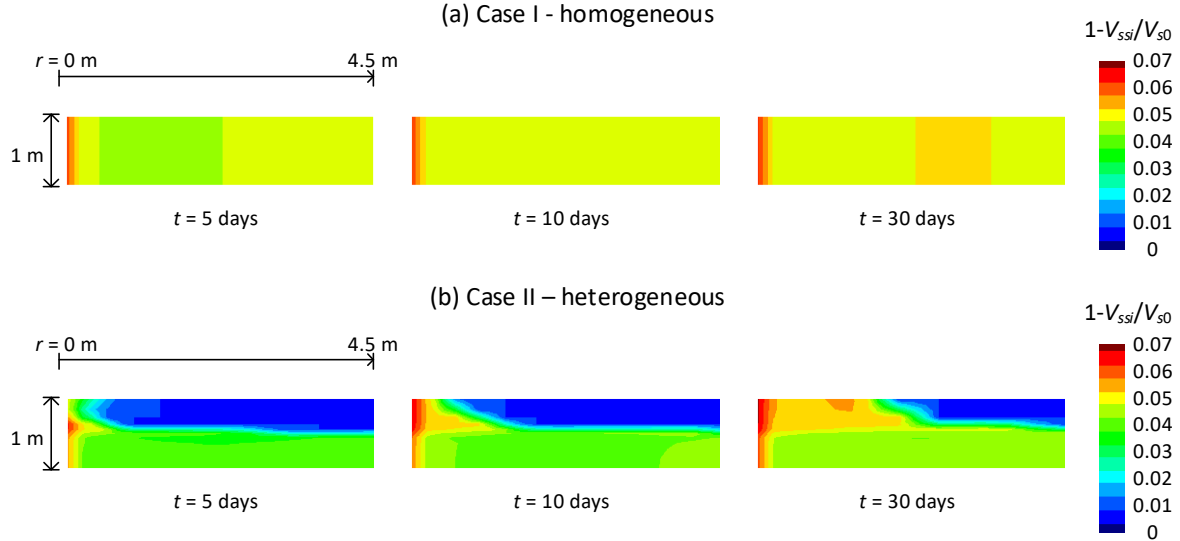 (a) Case I - homogeneous
1-Vssi/Vs0
r = 0 m
4.5 m
0.07
0.06
0.05
0.04
0.03
0.02
0.01
0
1 m
t = 5 days
t = 10 days
t = 30 days
(b) Case II – heterogeneous
1-Vssi/Vs0
r = 0 m
4.5 m
0.07
0.06
0.05
0.04
0.03
0.02
0.01
0
1 m
t = 5 days
t = 10 days
t = 30 days